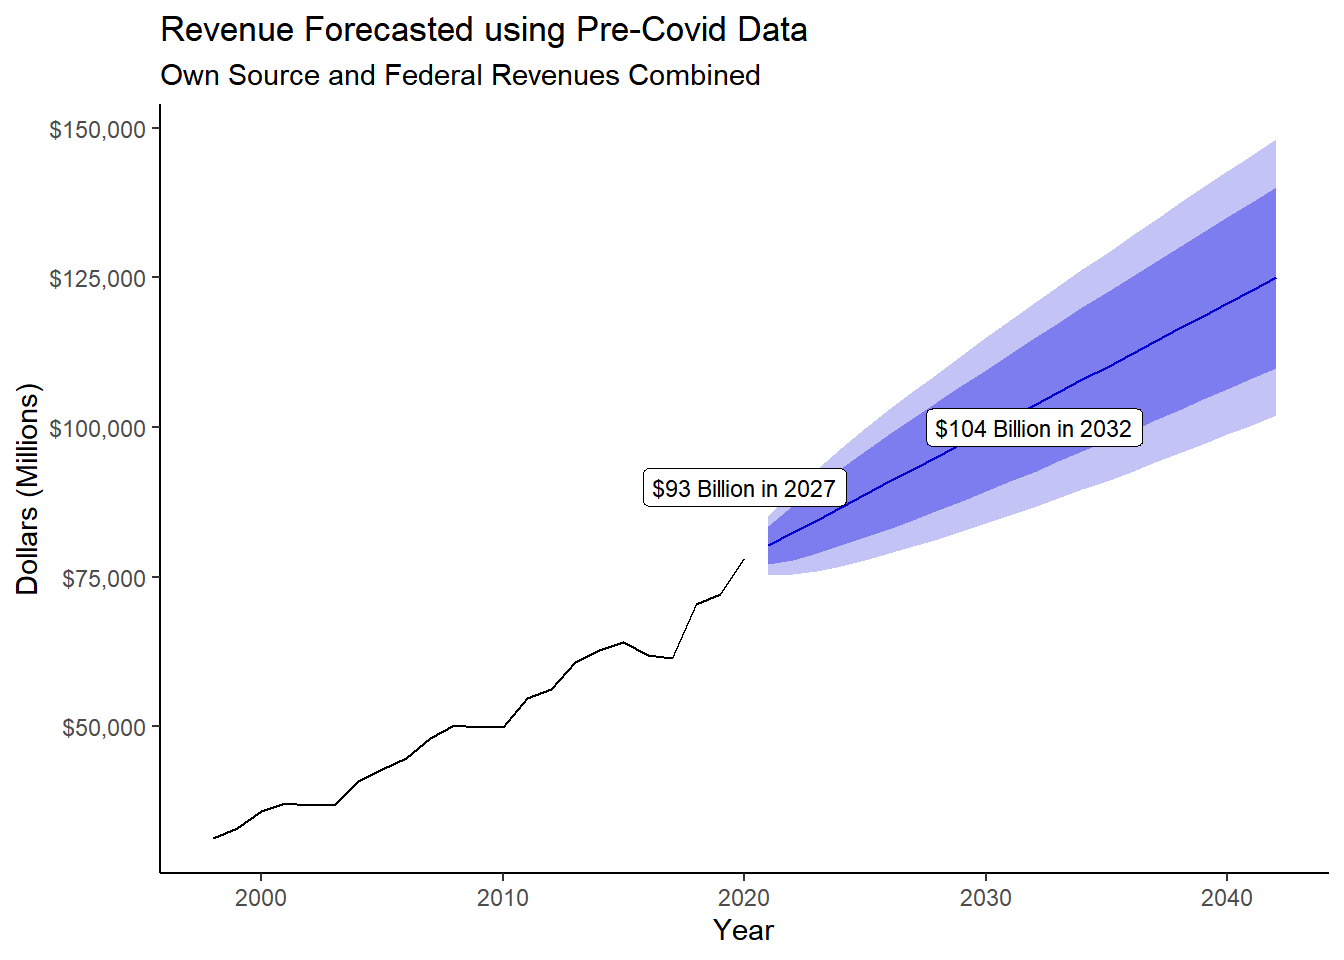 Revenue Forecasted using Pre-Covid Data
Own Source and Federal Revenues Combined
Dollars (Millions)
$150,000
$125,000
$100,000
$75,000
$50,000
$104 Billion in 2032
$93 Billion in 2027
2000
2010
2020
2030
2040
Year